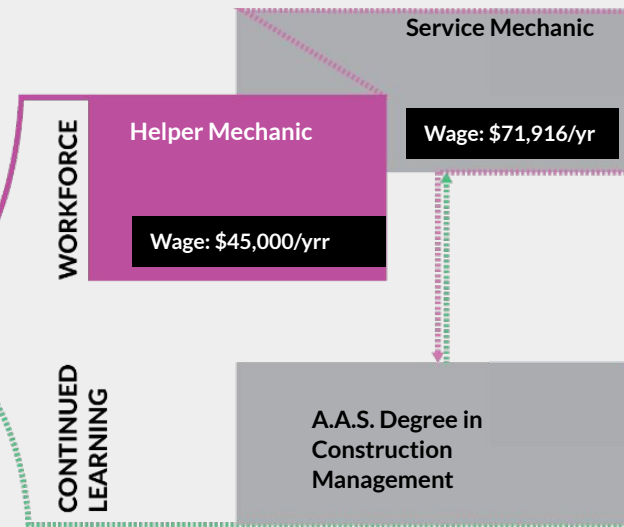 Service Mechanic
Wage: $71,916/yr
WORKFORCE
Helper Mechanic
Wage: $45,000/yrr
CONTINUED
LEARNING
A.A.S. Degree in
Construction
Management